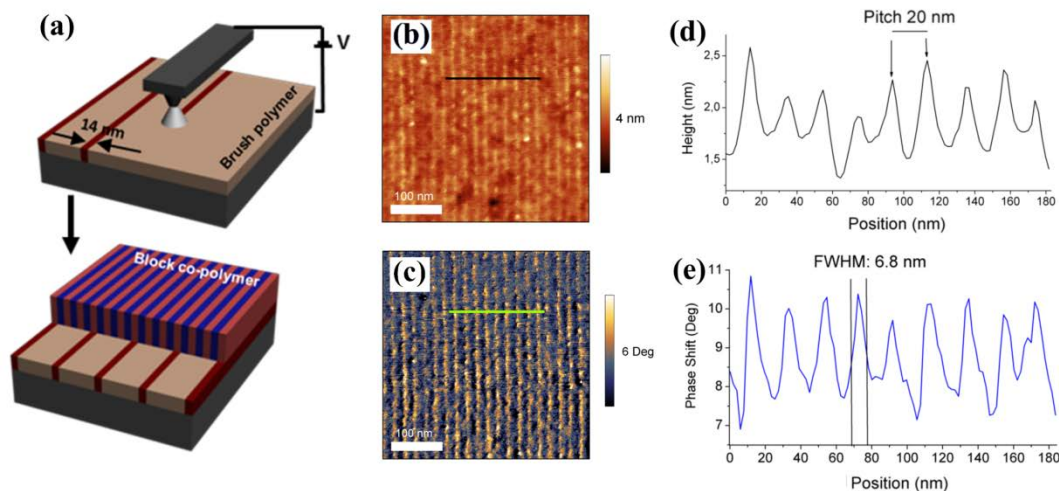 (a)
V
14 nm
Brush polymer
Block co-polymer
(b)
4 nm
100 nm
(c)
6 Deg
100 nm
(d)
Pitch 20 nm
Height (nm)
2,5
2,0
1,5
0 20 40 60 80 100 120 140 160 180
Position (nm)
(e)
FWHM: 6.8 nm
Phase Shift (Deg)
11
10
9
8
7
0 20 40 60 80 100 120 140 160 180
Position (nm)